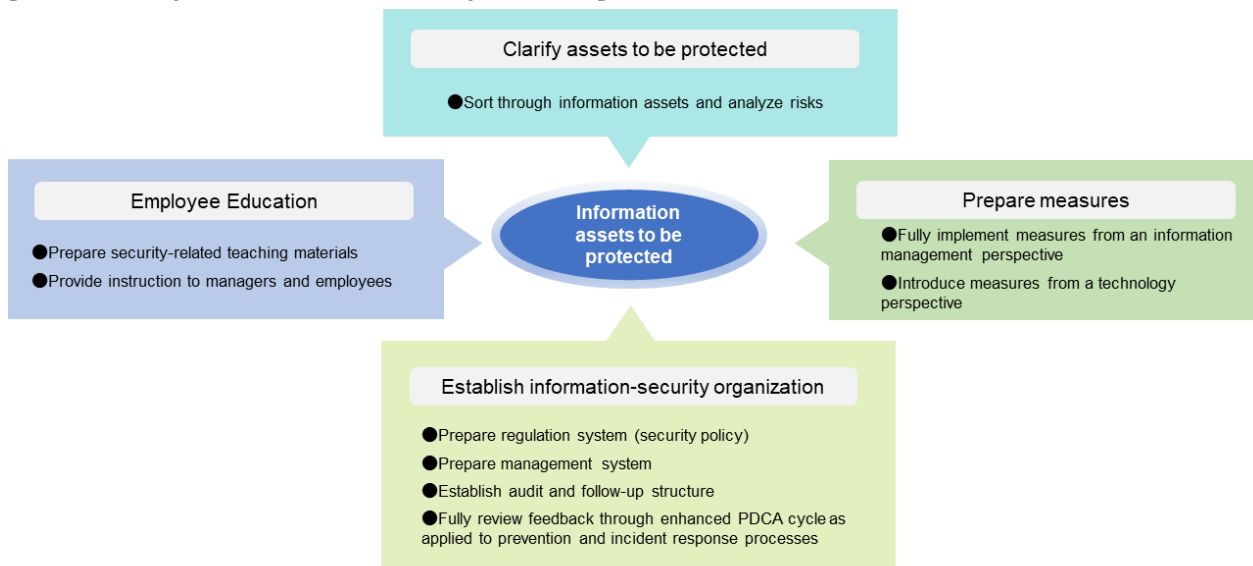 Clarify assets to be protected
●Sort through information assets and analyze risks
Employee Education
●Prepare security-related teaching materials
●Provide instruction to managers and employees
Information
assets to be
protected
Prepare measures
●Fully implement measures from an information
management perspective
●Introduce measures from a technology
perspective
Establish information-security organization
●Prepare regulation system (security policy)
●Prepare management system
●Establish audit and follow-up structure
●Fully review feedback through enhanced PDCA cycle as
applied to prevention and incident response processes